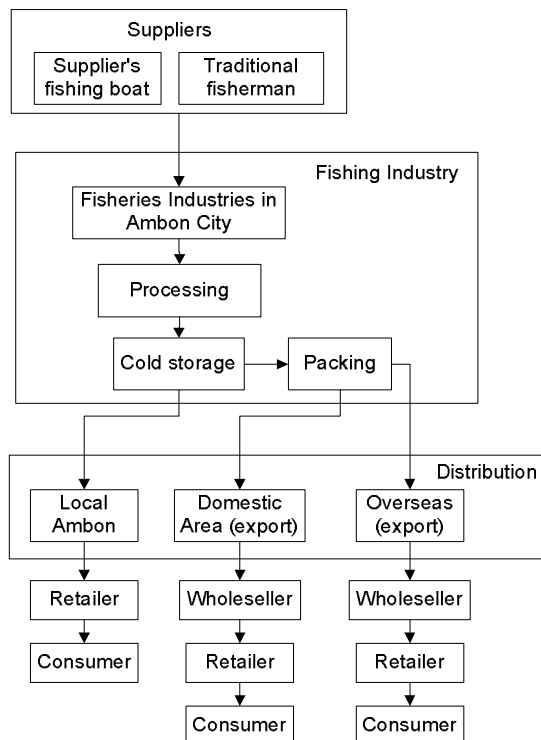 Suppliers
Supplier's
fishing boat
Traditional
fisherman
Fishing Industry
Fisheries Industries in
Ambon City
Processing
Cold storage
Packing
Distribution
Local
Ambon
Domestic
Area (export)
Overseas
(export)
Retailer
Wholeseller
Wholeseller
Consumer
Retailer
Retailer
Consumer
Consumer